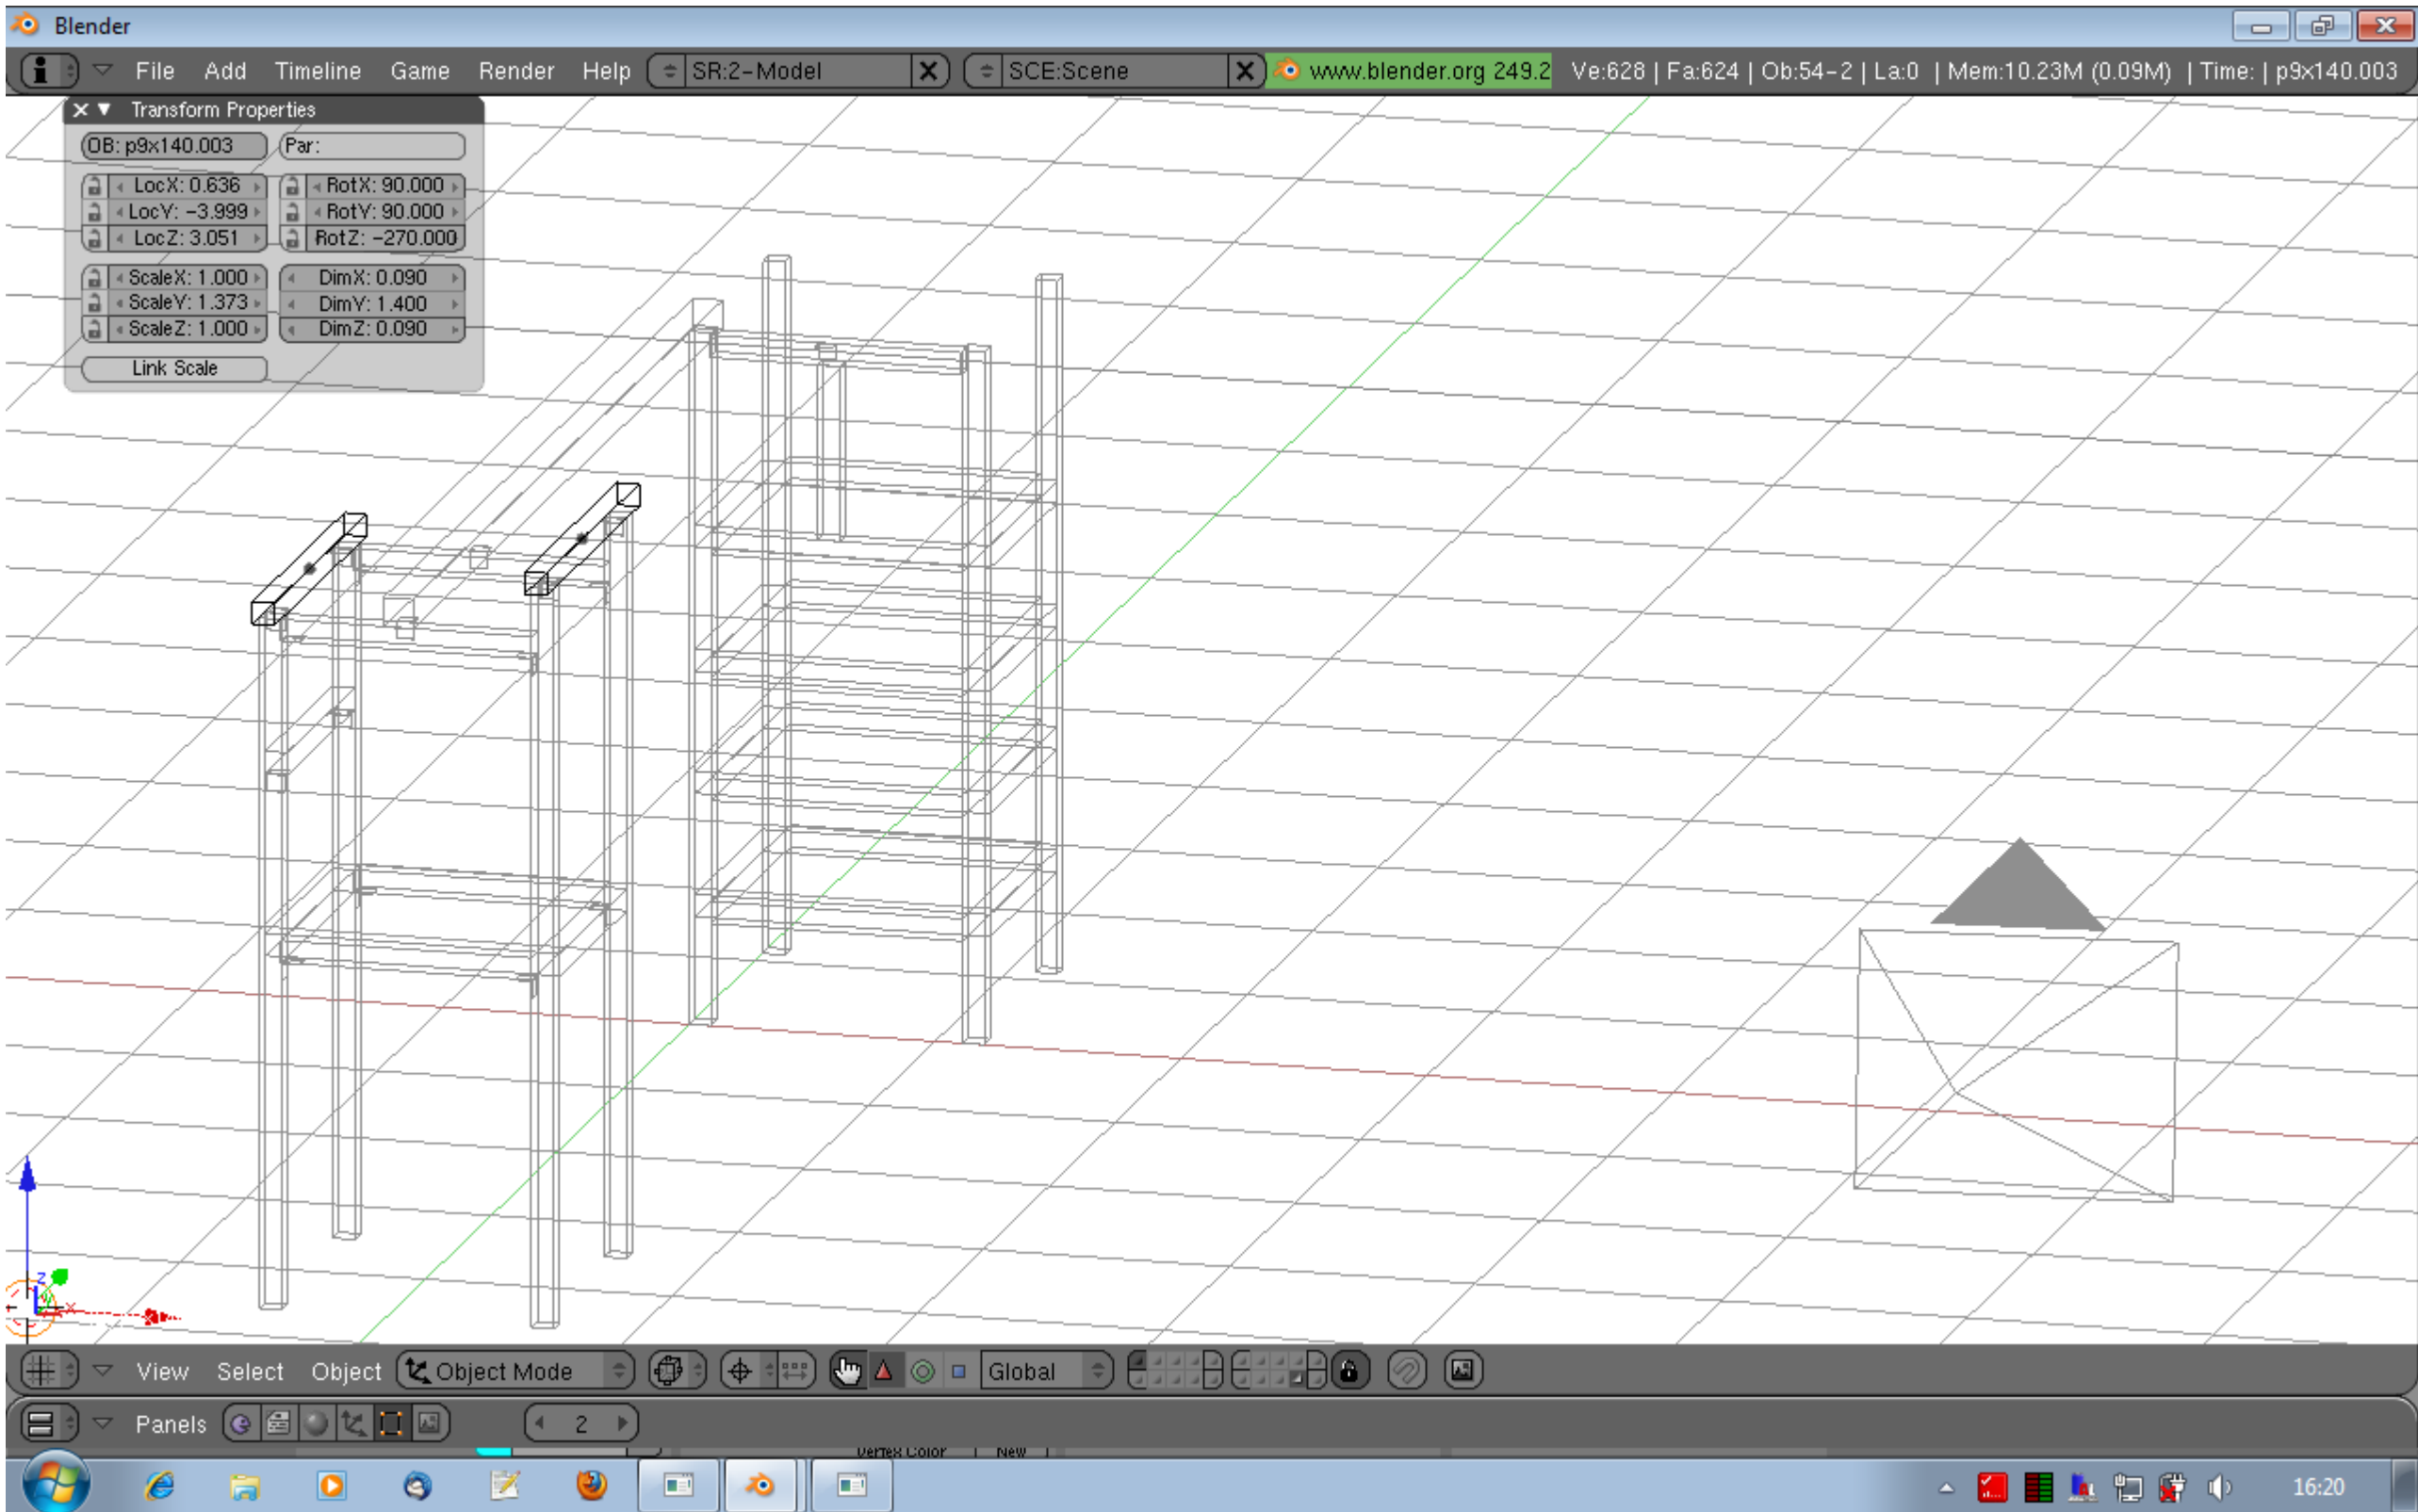 Blender
File Add Timeline Game Render Help SR:2-Model X SCE:Scene X www.blender.org 249.2 Ve:628 | Fa:624 | Ob:54-2 | La:0 | Mem:10.23M (0.09M) | Time: | p9x140.003
Transform Properties
OB: p9x140.003 Par:
LocX: 0.636 RotX: 90.000
LocY: -3.999 RotY: 90.000
LocZ: 3.051 RotZ: -270.000
ScaleX: 1.000 DimX: 0.090
ScaleY: 1.373 DimY: 1.400
ScaleZ: 1.000 DimZ: 0.090
Link Scale
z
x
View Select Object Object Mode Global
Panels 2
Vertex Color New
16:20